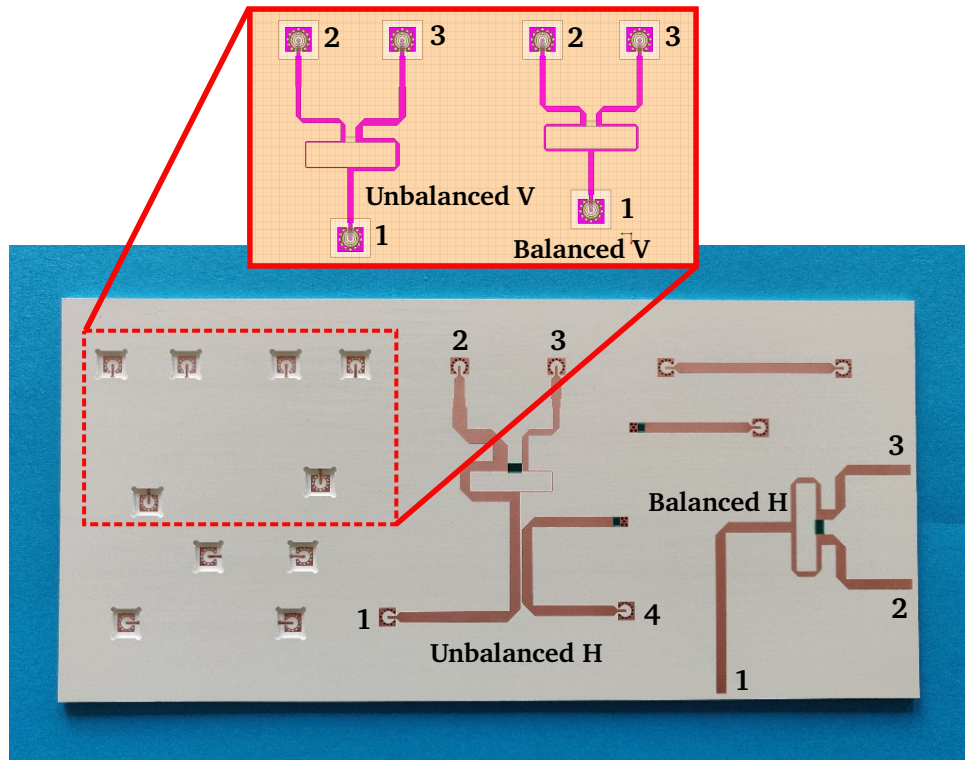 2 3 2 3
Unbalanced V
1
1
Balanced V
2 3
3
Balanced H
1 4
2
Unbalanced H
1